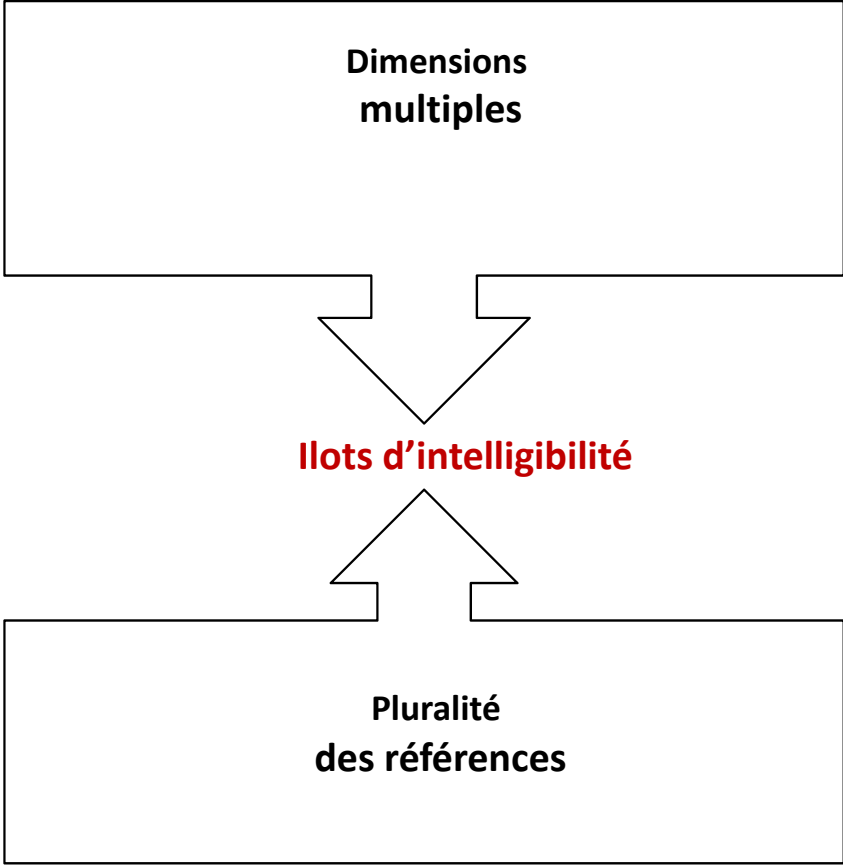 Dimensions
multiples
Ilots d’intelligibilité
Pluralité
des références